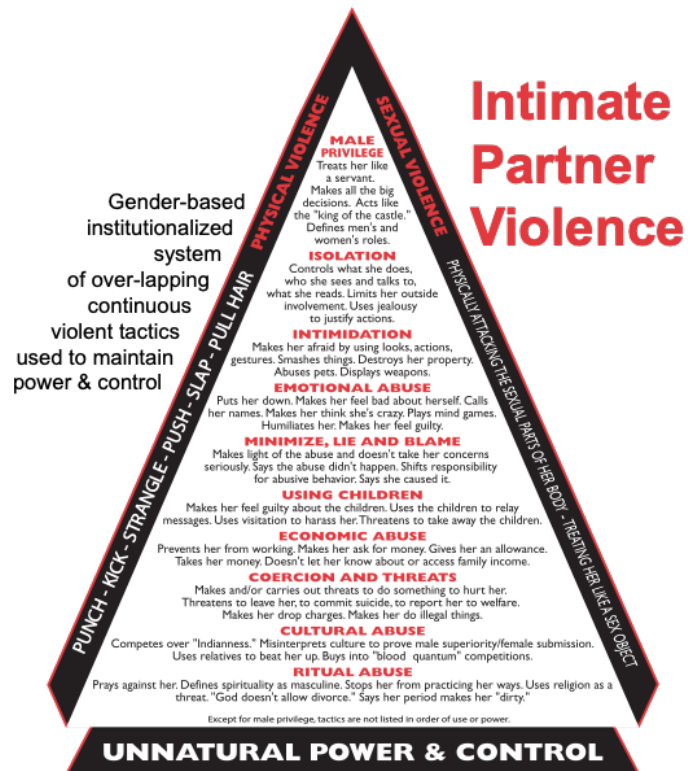 Intimate
Partner
Violence
Gender-based
institutionalized
system
of over-lapping
continuous
violent tactics
used to maintain
power & control
PHYSICAL VIOLENCE
PUNCH - KICK - STRANGLE - PUSH - SLAP - PULL HAIR
SEXUAL VIOLENCE
PHYSICALLY ATTACKING THE SEXUAL PARTS OF HER BODY - TREATING HER LIKE A SEX OBJECT
MALE
PRIVILEGE
Treats her like
a servant.
Makes all the big
decisions. Acts like
the "king of the castle."
Defines men's and
women's roles.
ISOLATION
Controls what she does,
who she sees and talks to,
what she reads. Limits her outside
involvement. Uses jealousy
to justify actions.
INTIMIDATION
Makes her afraid by using looks, actions,
gestures. Smashes things. Destroys her property.
Abuses pets. Displays weapons.
EMOTIONAL ABUSE
Puts her down. Makes her feel bad about herself. Calls
her names. Makes her think she's crazy. Plays mind games.
Humiliates her. Makes her feel guilty.
MINIMIZE, LIE AND BLAME
Makes light of the abuse and doesn't take her concerns
seriously. Says the abuse didn't happen. Shifts responsibility
for abusive behavior. Says she caused it.
USING CHILDREN
Makes her feel guilty about the children. Uses the children to relay
messages. Uses visitation to harass her. Threatens to take away the children.
ECONOMIC ABUSE
Prevents her from working. Makes her ask for money. Gives her an allowance.
Takes her money. Doesn't let her know about or access family income.
COERCION AND THREATS
Makes and/or carries out threats to do something to hurt her.
Threatens to leave her, to commit suicide, to report her to welfare.
Makes her drop charges. Makes her do illegal things.
CULTURAL ABUSE
Competes over "Indianness." Misinterprets culture to prove male superiority/female submission.
Uses relatives to beat her up. Buys into "blood quantum" competitions.
RITUAL ABUSE
Prays against her. Defines spirituality as masculine. Stops her from practicing her ways. Uses religion as a
threat. "God doesn't allow divorce." Says her period makes her "dirty."
Except for male privilege, tactics are not listed in order of use or power.
UNNATURAL POWER & CONTROL